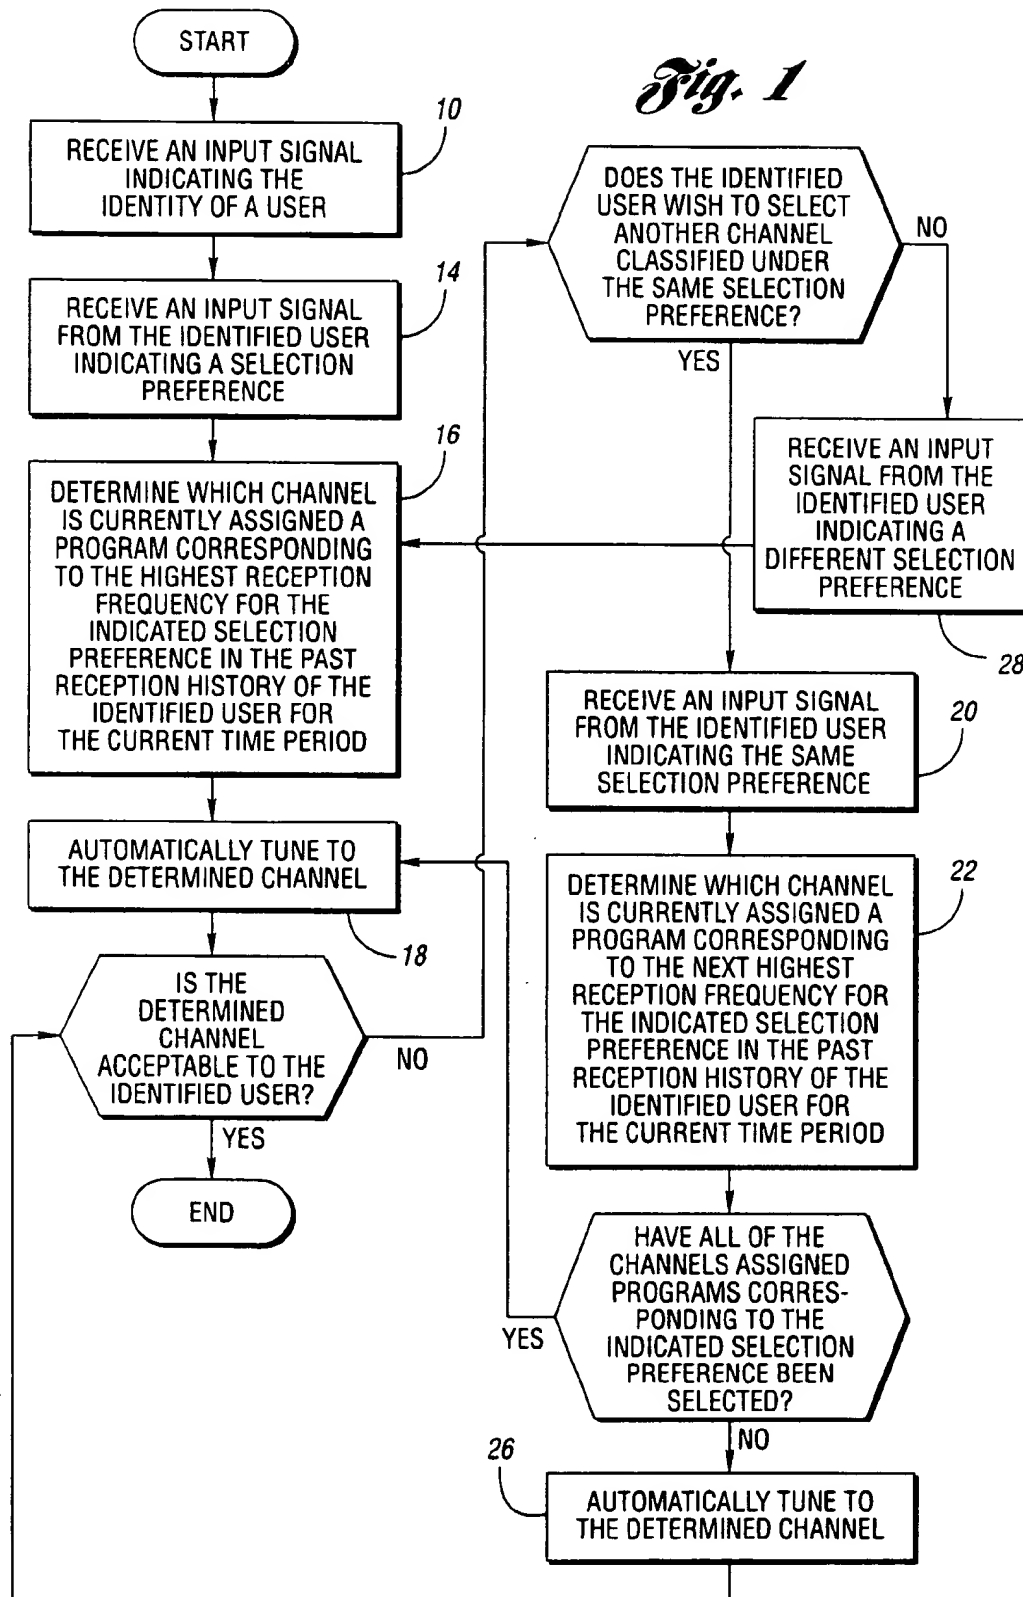 Fig. 1
START
10
RECEIVE AN INPUT SIGNAL
INDICATING THE
IDENTITY OF A USER
14
RECEIVE AN INPUT SIGNAL
FROM THE IDENTIFIED USER
INDICATING A SELECTION
PREFERENCE
16
DETERMINE WHICH CHANNEL
IS CURRENTLY ASSIGNED A
PROGRAM CORRESPONDING
TO THE HIGHEST RECEPTION
FREQUENCY FOR THE
INDICATED SELECTION
PREFERENCE IN THE PAST
RECEPTION HISTORY OF THE
IDENTIFIED USER FOR
THE CURRENT TIME PERIOD
AUTOMATICALLY TUNE TO
THE DETERMINED CHANNEL
18
IS THE
DETERMINED
CHANNEL
ACCEPTABLE TO THE
IDENTIFIED USER?
NO
YES
END
DOES THE IDENTIFIED
USER WISH TO SELECT
ANOTHER CHANNEL
CLASSIFIED UNDER
THE SAME SELECTION
PREFERENCE?
NO
YES
RECEIVE AN INPUT
SIGNAL FROM THE
IDENTIFIED USER
INDICATING A
DIFFERENT SELECTION
PREFERENCE
28
RECEIVE AN INPUT SIGNAL
FROM THE IDENTIFIED USER
INDICATING THE SAME
SELECTION PREFERENCE
20
DETERMINE WHICH CHANNEL
IS CURRENTLY ASSIGNED A
PROGRAM CORRESPONDING
TO THE NEXT HIGHEST
RECEPTION FREQUENCY FOR
THE INDICATED SELECTION
PREFERENCE IN THE PAST
RECEPTION HISTORY OF THE
IDENTIFIED USER FOR
THE CURRENT TIME PERIOD
22
HAVE ALL OF THE
CHANNELS ASSIGNED
PROGRAMS CORRES-
PONDING TO THE
INDICATED SELECTION
PREFERENCE BEEN
SELECTED?
YES
NO
26
AUTOMATICALLY TUNE TO
THE DETERMINED CHANNEL